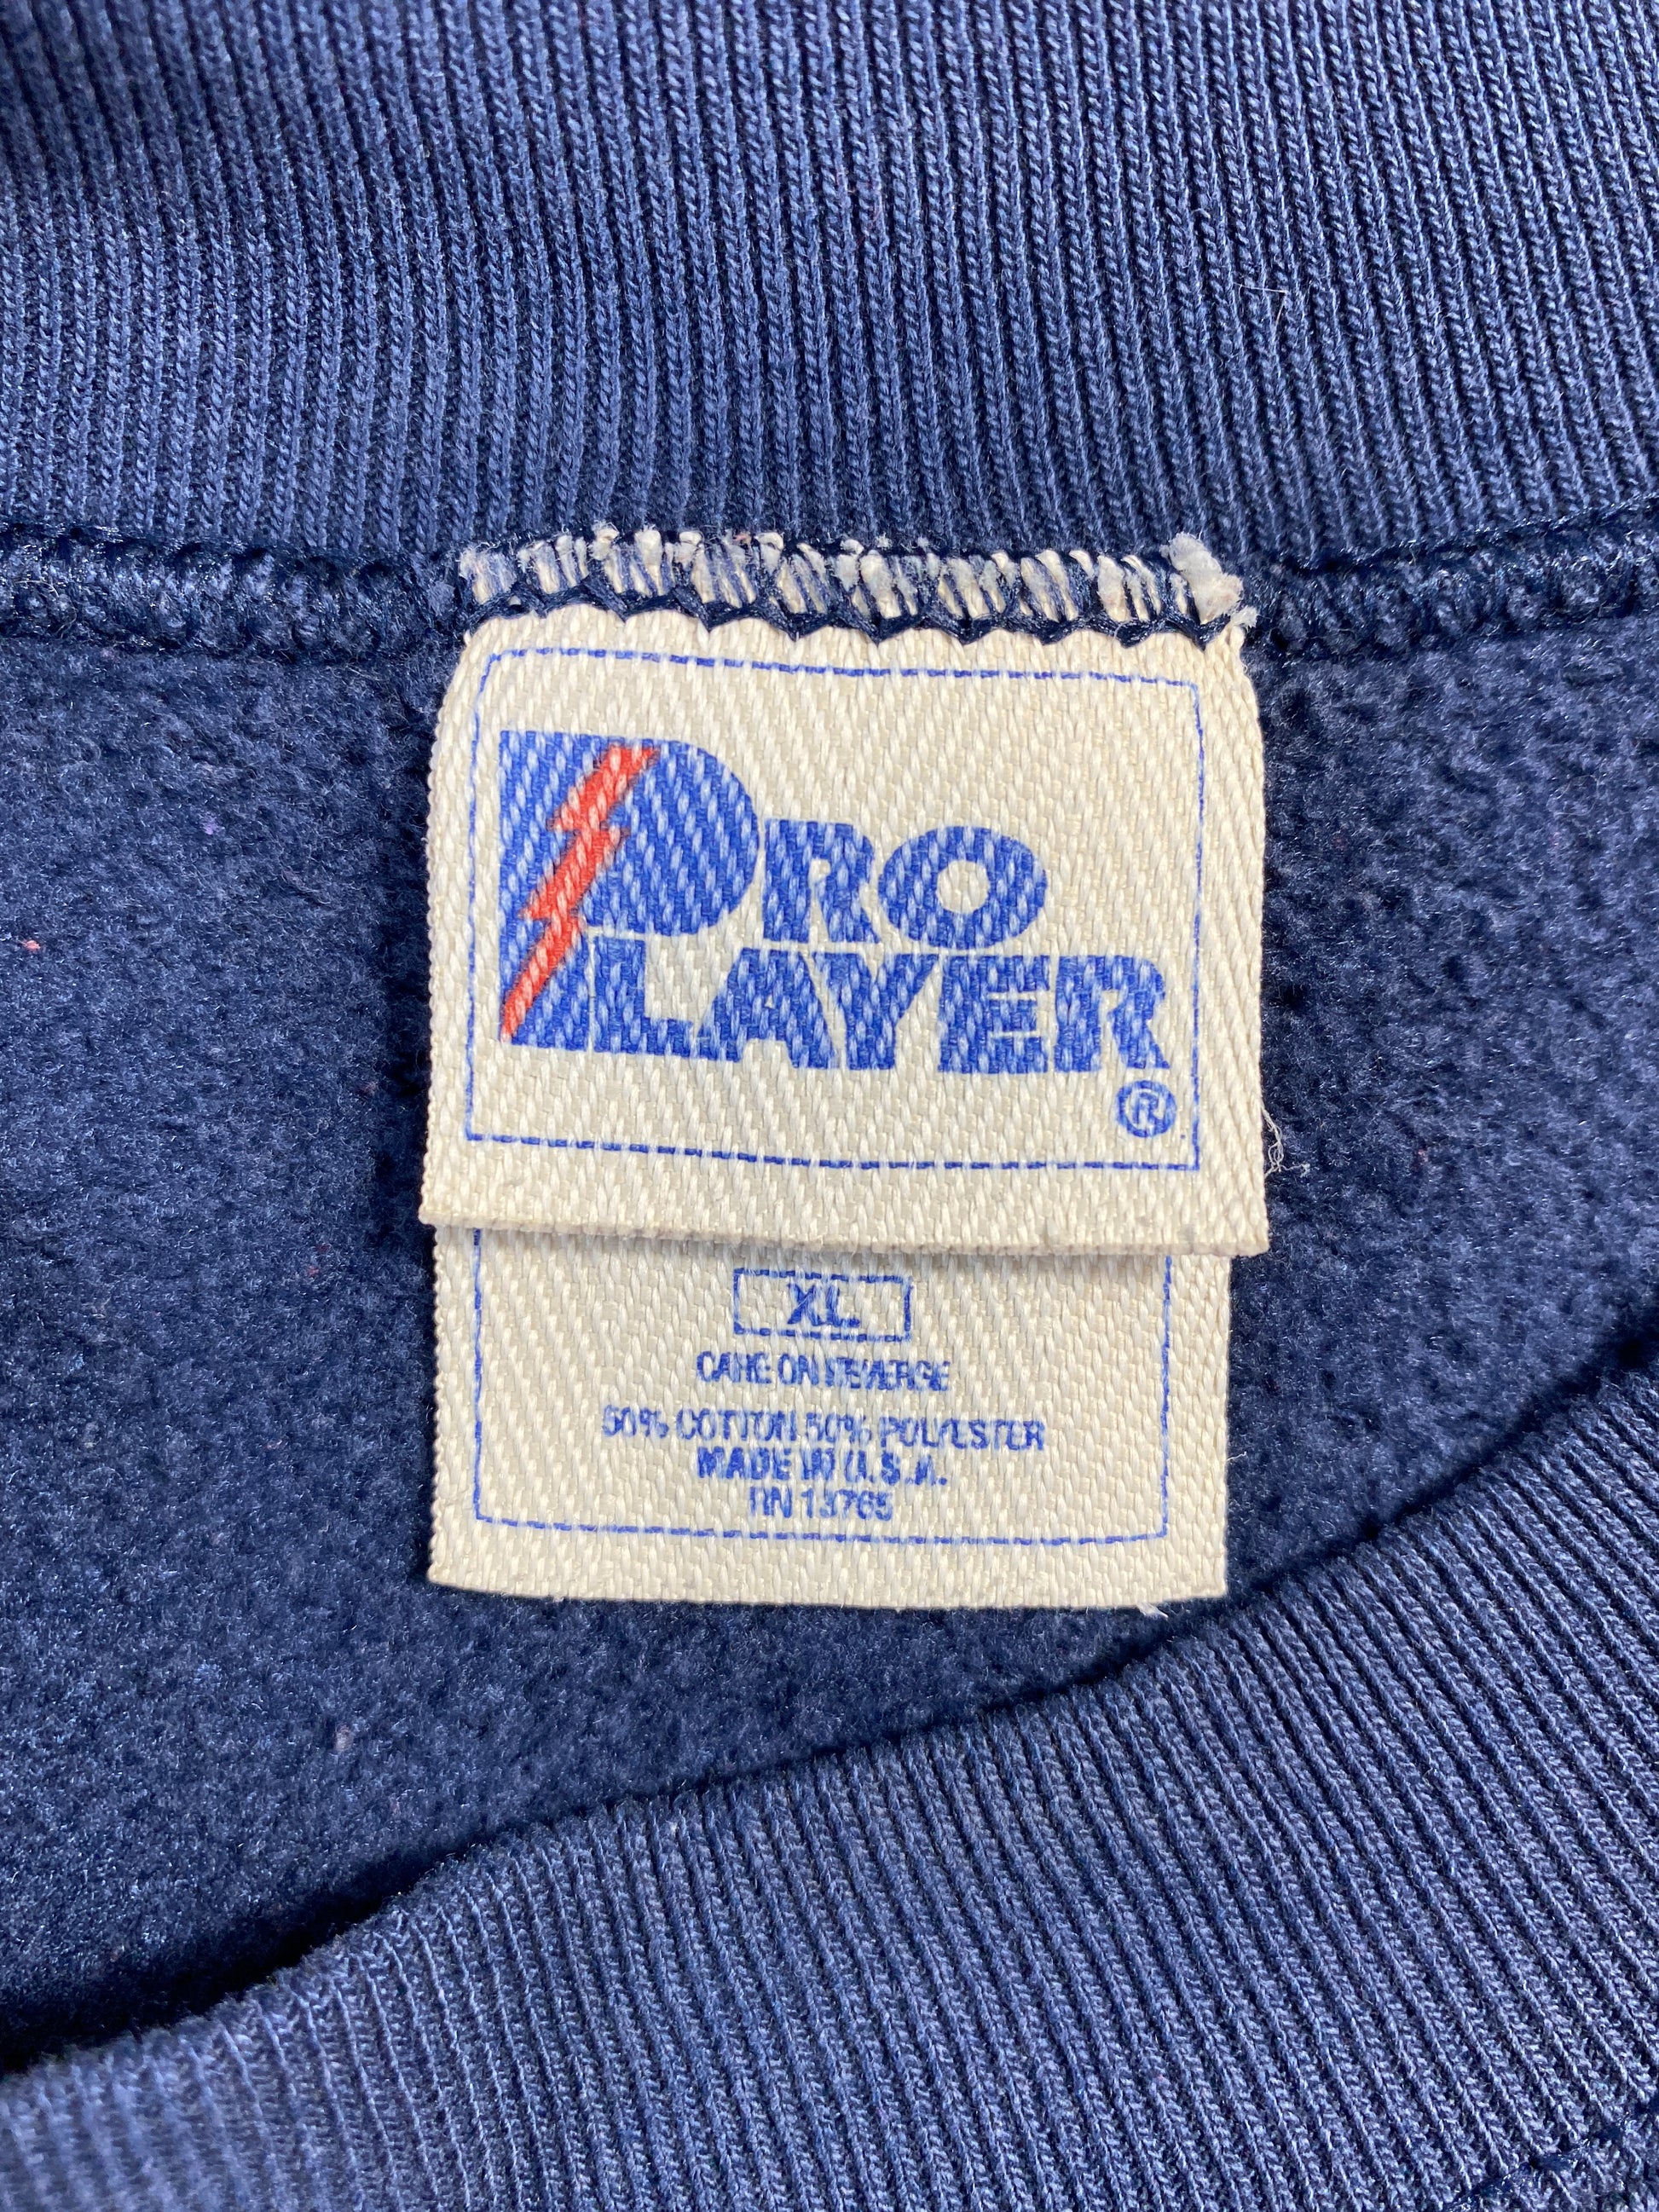 PRO
PLAYER
®
XL
CARE ON REVERSE
50% COTTON 50% POLYESTER
MADE IN U.S.A.
RN 13765